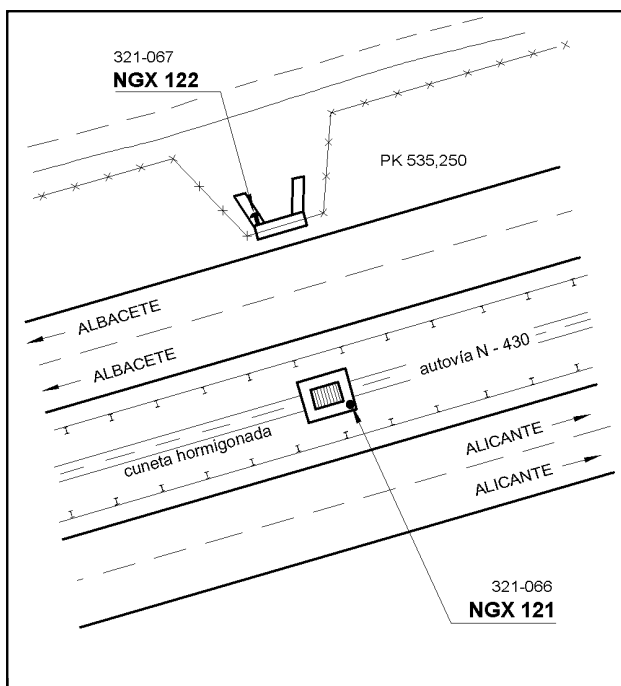 321-067
NGX 122
PK 535,250
ALBACETE
ALBACETE
autovía N - 430
cuneta hormigonada
ALICANTE
ALICANTE
321-066
NGX 121